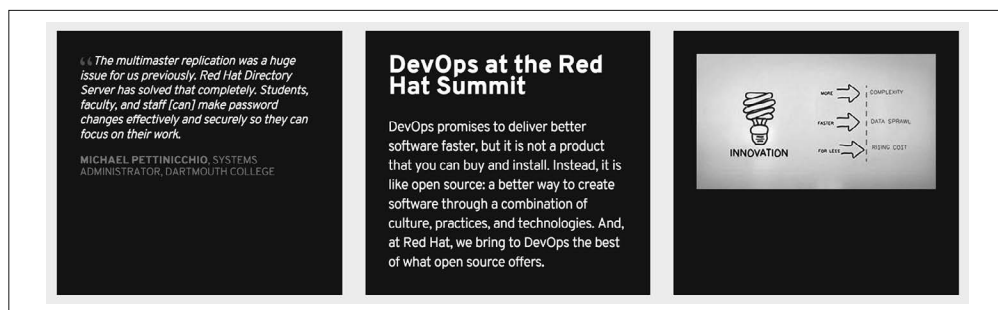 “The multimaster replication was a huge
issue for us previously. Red Hat Directory
Server has solved that completely. Students,
faculty, and staff [can] make password
changes effectively and securely so they can
focus on their work.
MICHAEL PETTINICCHIO, SYSTEMS
ADMINISTRATOR, DARTMOUTH COLLEGE
DevOps at the Red
Hat Summit
DevOps promises to deliver better
software faster, but it is not a product
that you can buy and install. Instead, it is
like open source: a better way to create
software through a combination of
culture, practices, and technologies. And,
at Red Hat, we bring to DevOps the best
of what open source offers.
INNOVATION
MORE
COMPLEXITY
FASTER
DATA SPRAWL
FOR LESS
RISING COST